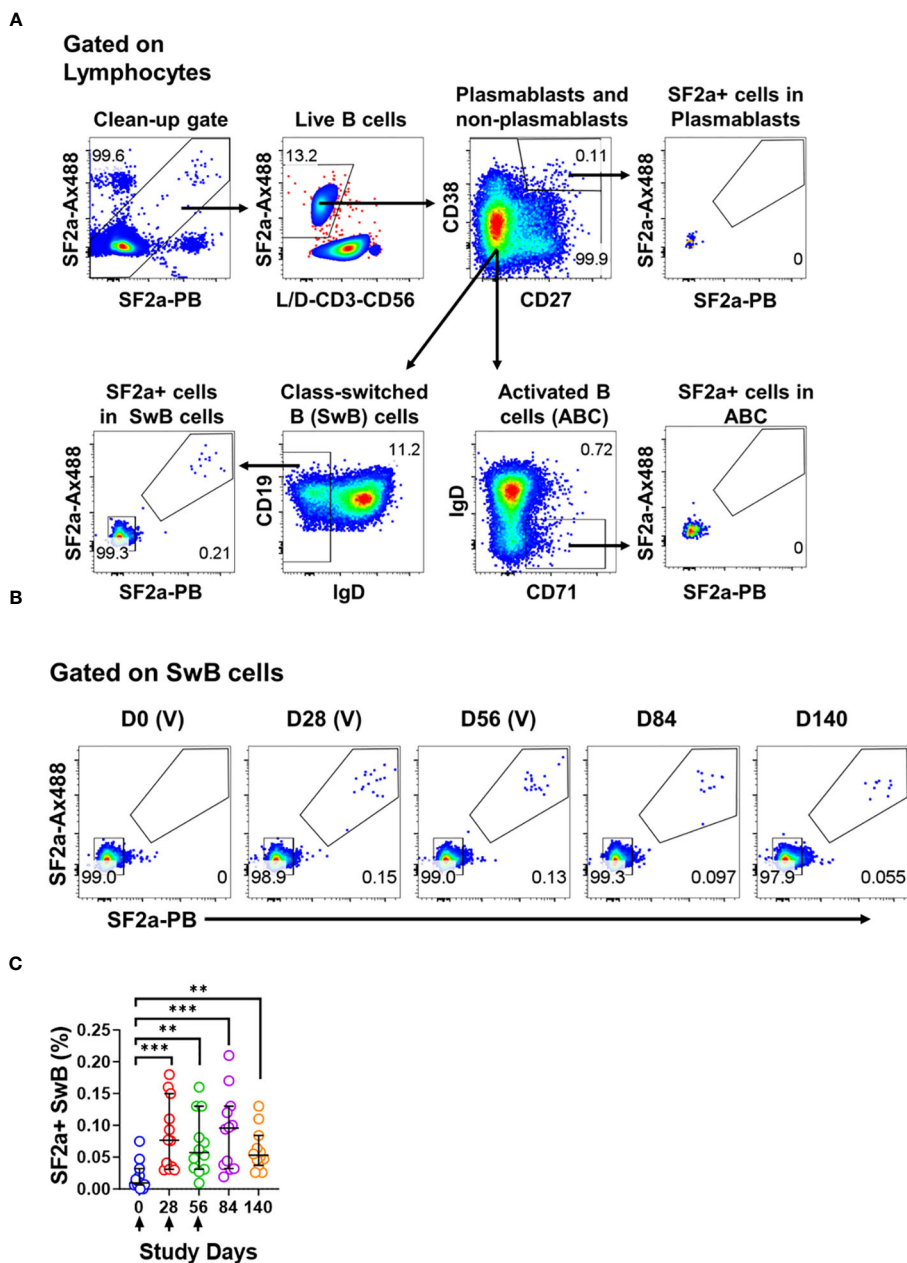 A
Gated on
Lymphocytes
Clean-up gate
Live B cells
Plasmablasts and
non-plasmablasts
SF2a+ cells in
Plasmablasts
99.6
SF2a-Ax488
SF2a-PB
13.2
SF2a-Ax488
L/D-CD3-CD56
0.11
CD38
99.9
CD27
SF2a-Ax488
0
SF2a-PB
SF2a+ cells
in SwB cells
Class-switched
B (SwB) cells
Activated B
cells (ABC)
SF2a+ cells in
ABC
SF2a-Ax488
99.3
0.21
SF2a-PB
11.2
CD19
IgD
0.72
IgD
CD71
SF2a-Ax488
0
SF2a-PB
B
Gated on SwB cells
D0 (V)
D28 (V)
D56 (V)
D84
D140
SF2a-Ax488
99.0
0
98.9
0.15
99.0
0.13
99.3
0.097
97.9
0.055
SF2a-PB
C
**
***
**
***
SF2a+ SwB (%)
0.25
0.20
0.15
0.10
0.05
0.00
0 28 56 84 140
Study Days